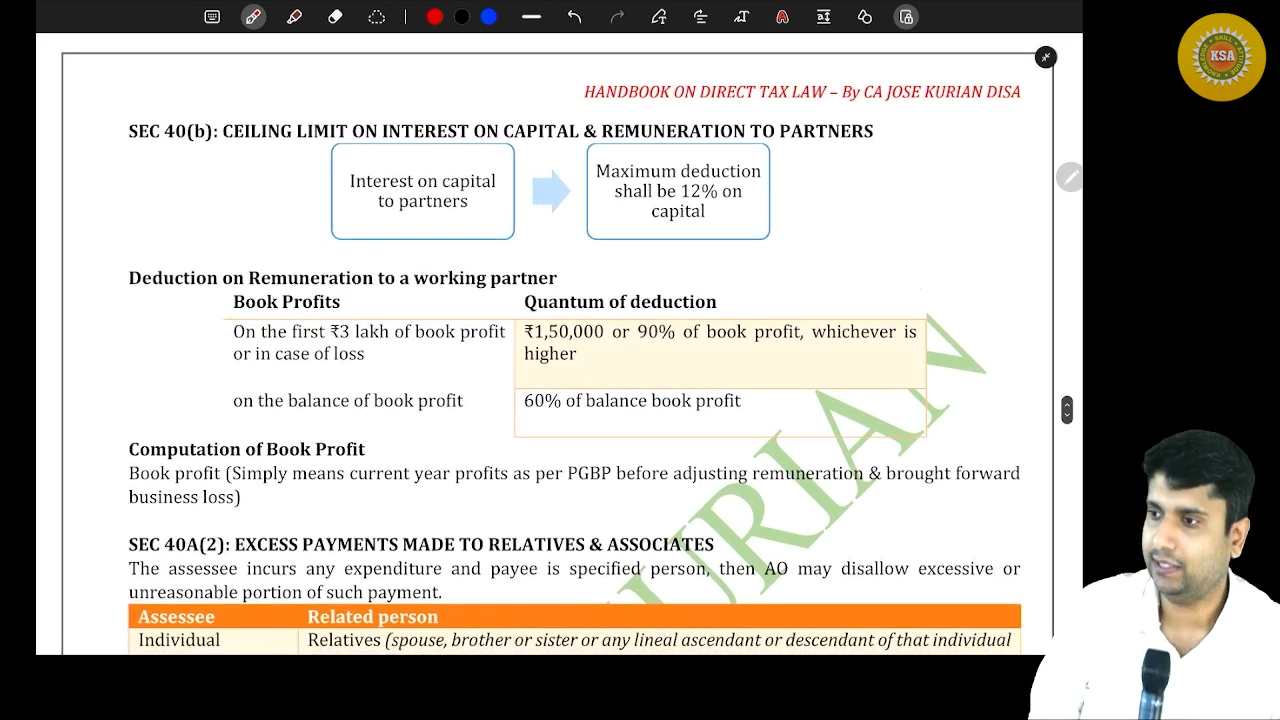 HANDBOOK ON DIRECT TAX LAW – By CA JOSE KURIAN DISA
SEC 40(b): CEILING LIMIT ON INTEREST ON CAPITAL & REMUNERATION TO PARTNERS
Interest on capital
to partners
Maximum deduction
shall be 12% on
capital
Deduction on Remuneration to a working partner
Book Profits
Quantum of deduction
On the first ₹3 lakh of book profit
or in case of loss
₹1,50,000 or 90% of book profit, whichever is
higher
on the balance of book profit
60% of balance book profit
Computation of Book Profit
Book profit (Simply means current year profits as per PGBP before adjusting remuneration & brought forward
business loss)
SEC 40A(2): EXCESS PAYMENTS MADE TO RELATIVES & ASSOCIATES
The assessee incurs any expenditure and payee is specified person, then AO may disallow excessive or
unreasonable portion of such payment.
Assessee
Related person
Individual
Relatives (spouse, brother or sister or any lineal ascendant or descendant of that individual
URIAN
KSA
SKILL
KNOWLEDGE
ATTITUDE